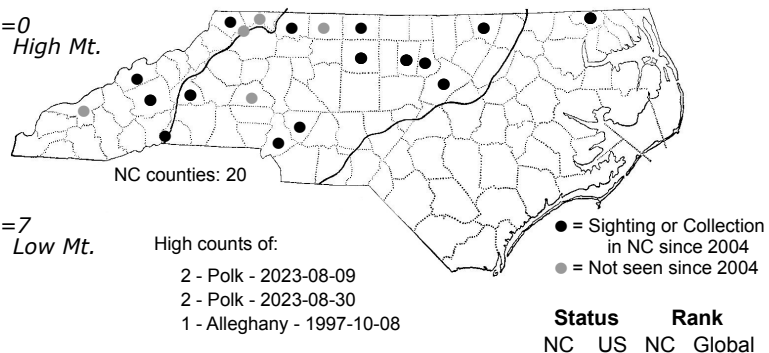 =0
High Mt.
NC counties: 20
=7
Low Mt.
High counts of:
2 - Polk - 2023-08-09
2 - Polk - 2023-08-30
1 - Alleghany - 1997-10-08
= Sighting or Collection
in NC since 2004
= Not seen since 2004
Status Rank
NC US NC Global